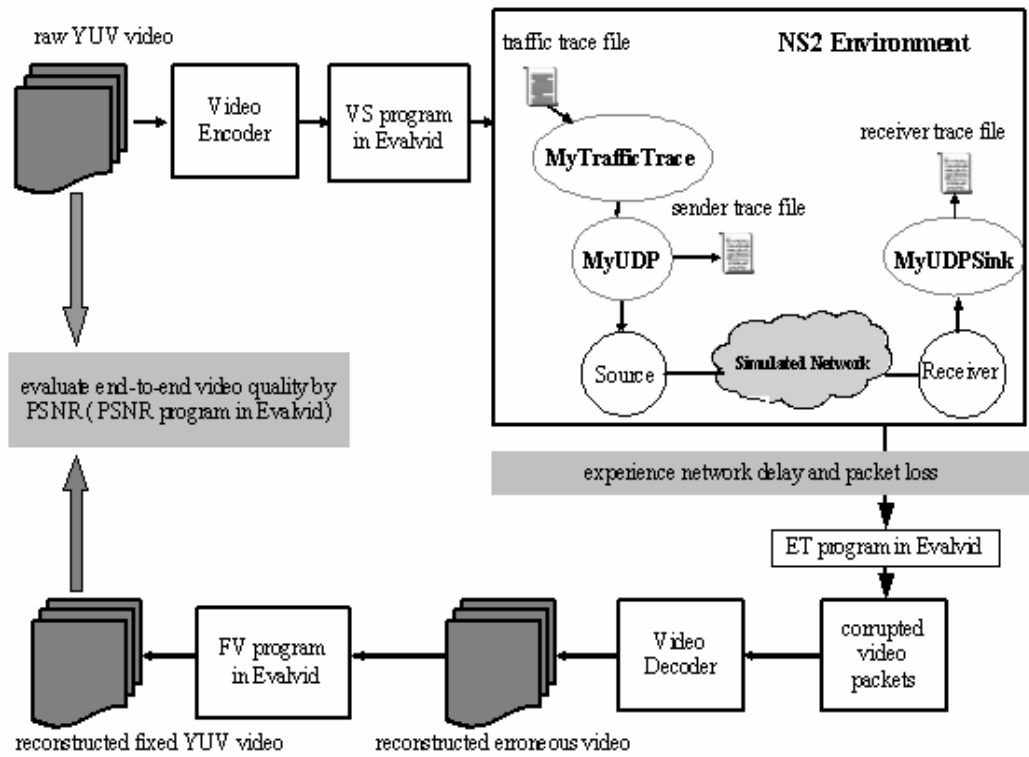 raw YUV video
traffic trace file
NS2 Environment
Video
Encoder
VS program
in Evalvid
MyTrafficTrace
receiver trace file
sender trace file
MyUDP
MyUDPSink
Source
Simulated Network
Receiver
evaluate end-to-end video quality by
PSNR ( PSNR program in Evalvid)
experience network delay and packet loss
ET program in Evalvid
corrupted
video
packets
Video
Decoder
FV program
in Evalvid
reconstructed fixed YUV video
reconstructed erroneous video